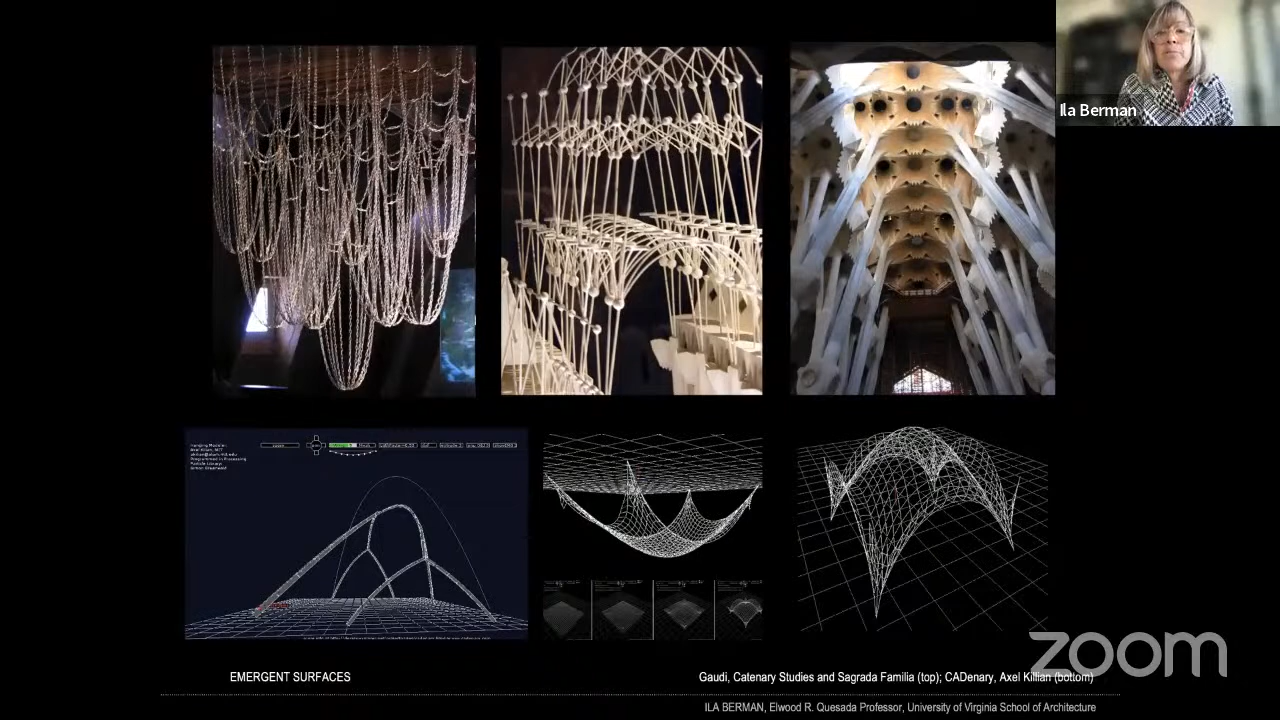 Ila Berman
zoom
EMERGENT SURFACES
Gaudi, Catenary Studies and Sagrada Familia (top); CADenary, Axel Killian (bottom)
ILA BERMAN, Elwood R. Quesada Professor, University of Virginia School of Architecture